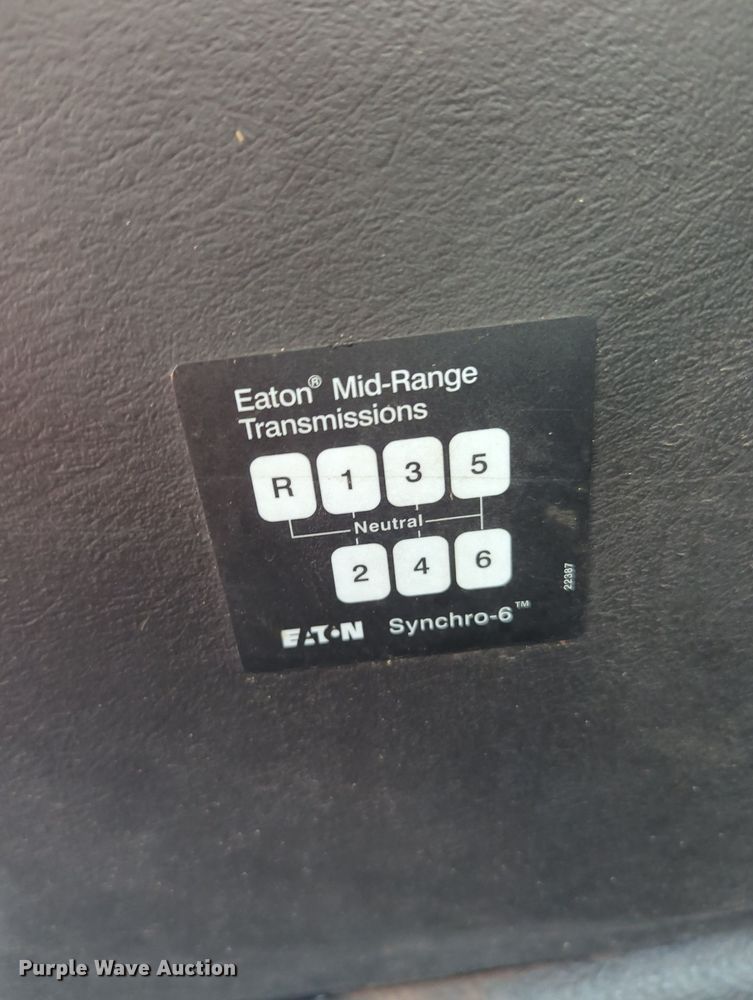 Eaton® Mid-Range
Transmissions
R 1 3 5
Neutral
2 4 6
22387
EATON Synchro-6™
Purple Wave Auction